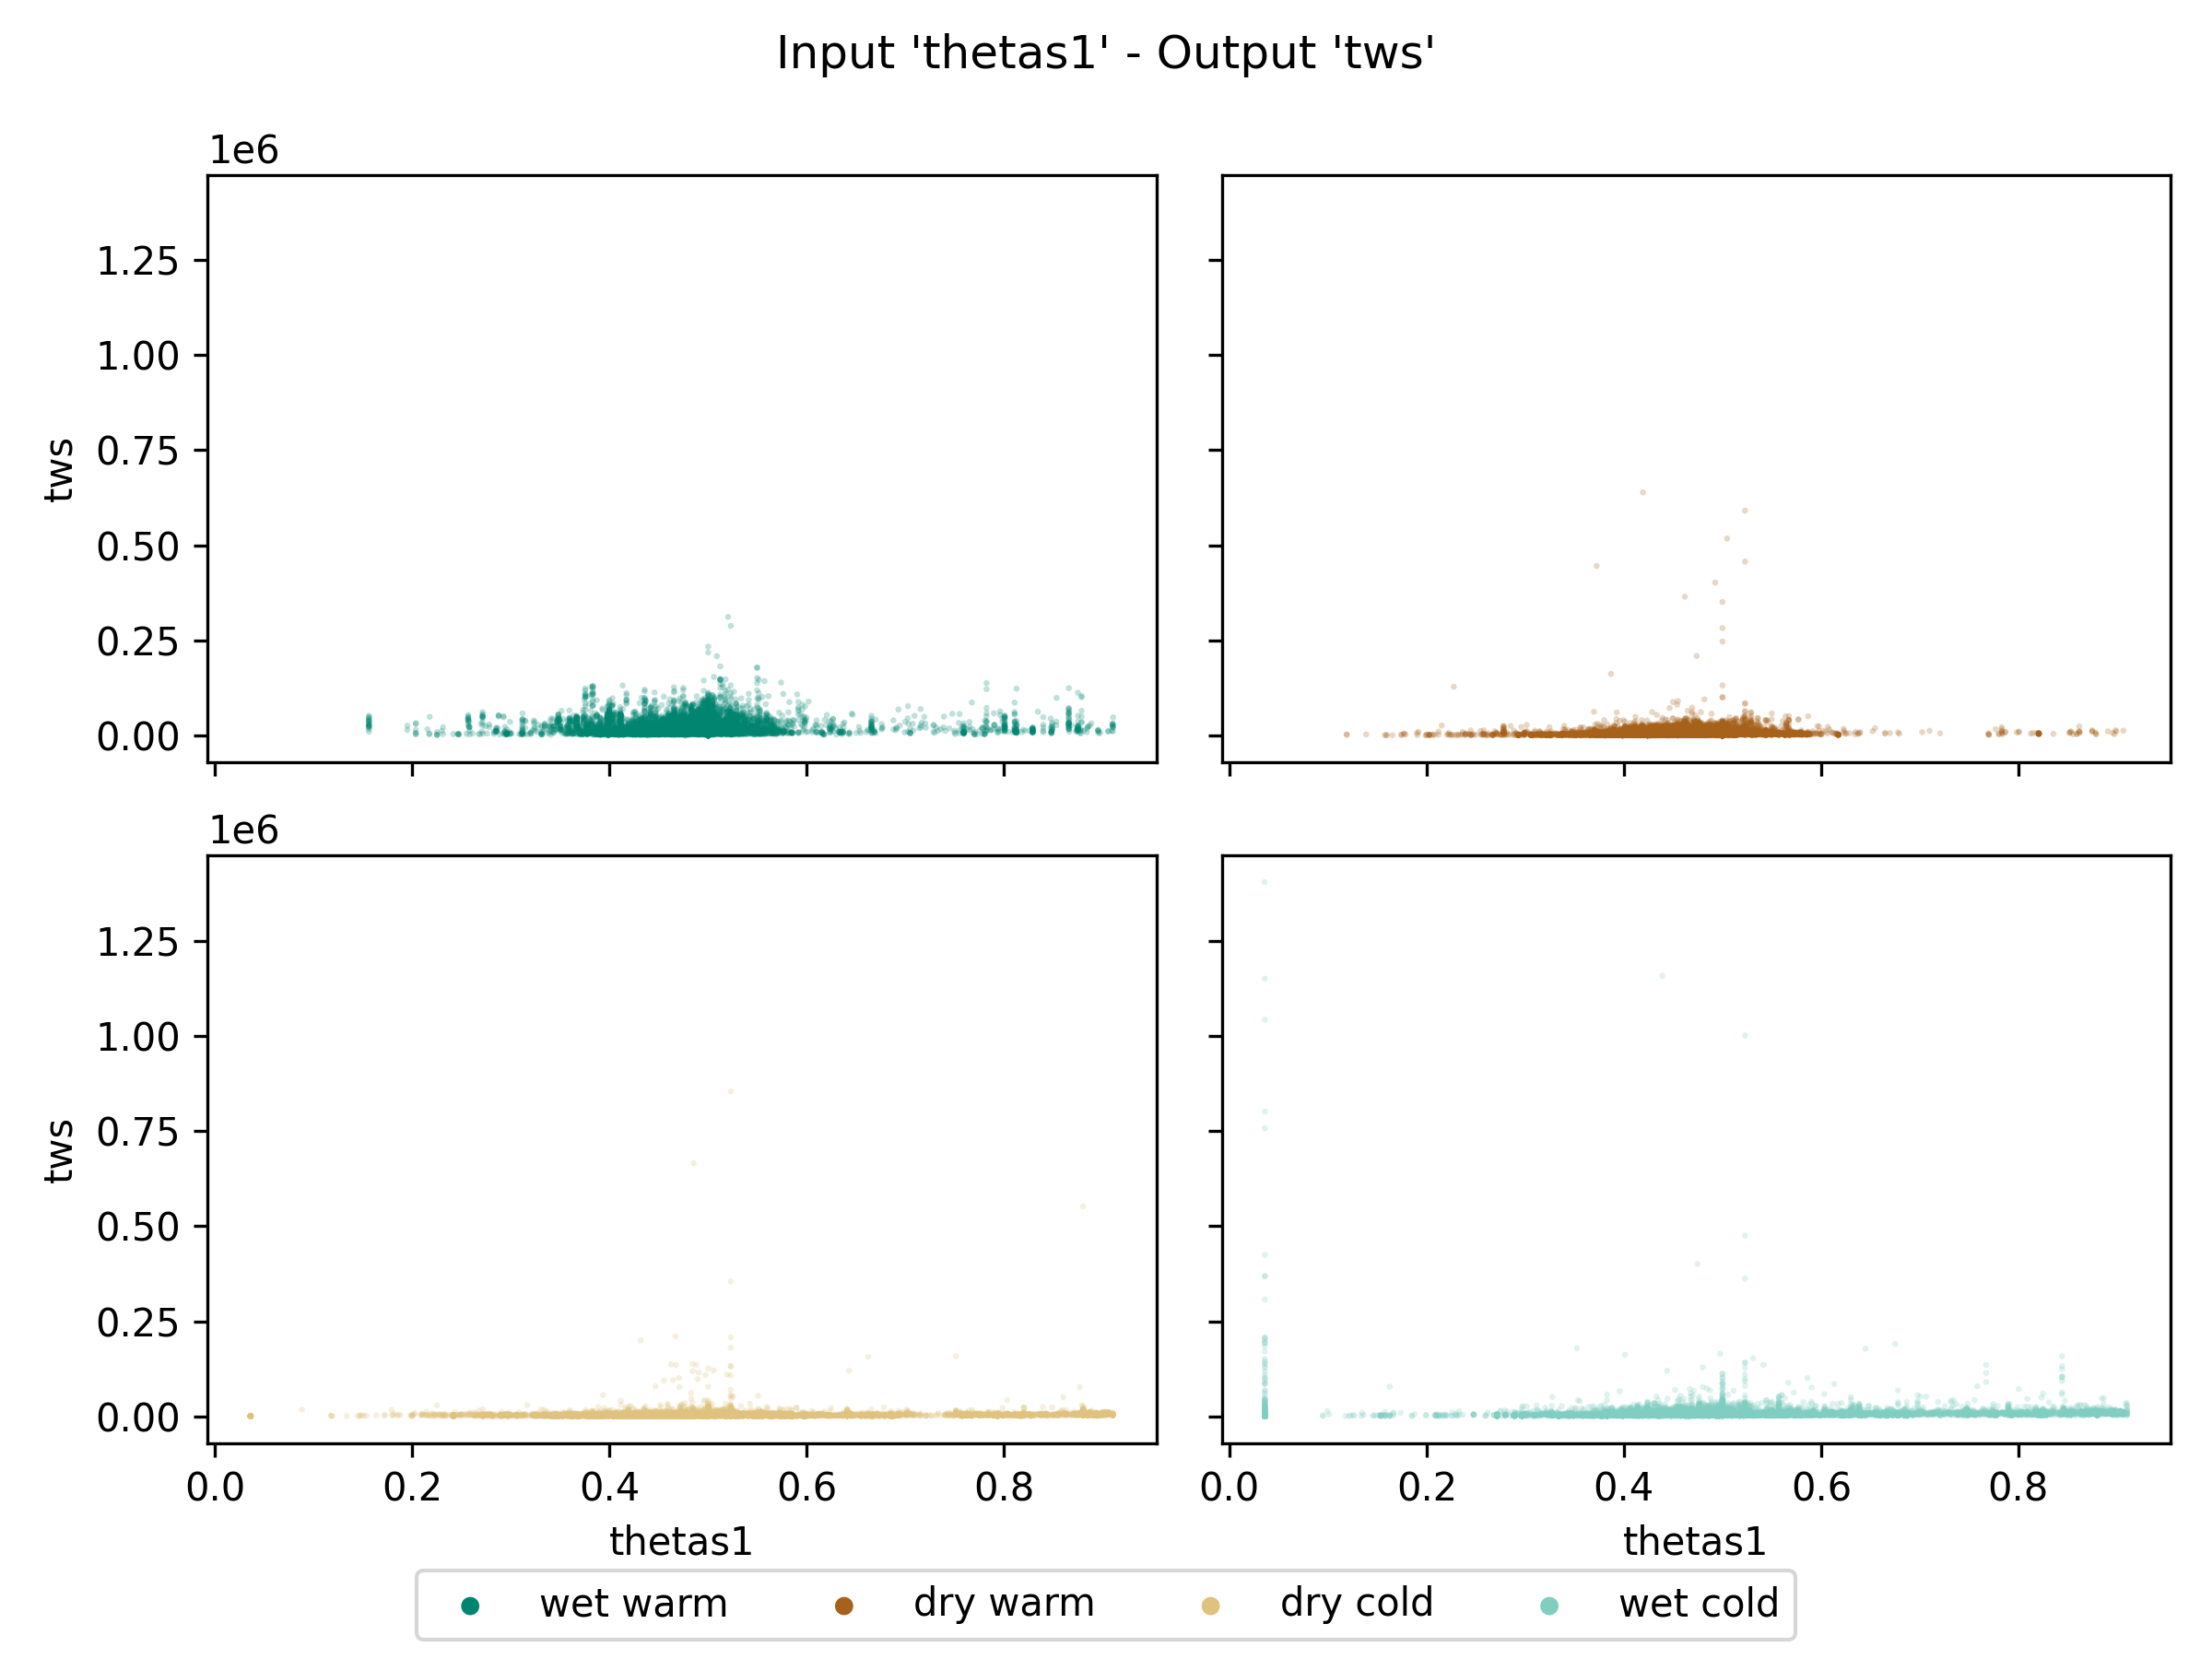 Input 'thetas1' - Output 'tws'
1e6
1.25
1.00
0.75
0.50
0.25
0.00
tws
1e6
1.25
1.00
0.75
0.50
0.25
0.00
tws
0.0 0.2 0.4 0.6 0.8
0.0 0.2 0.4 0.6 0.8
thetas1
thetas1
wet warm dry warm dry cold wet cold